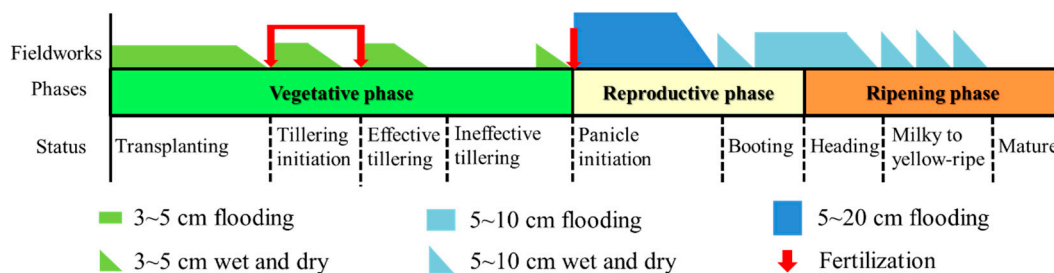 Fieldworks
Phases
Vegetative phase
Reproductive phase
Ripening phase
Status
Transplanting
Tillering
initiation
Effective
tillering
Ineffective
tillering
Panicle
initiation
Booting
Heading
Milky to
yellow-ripe
Mature
3~5 cm flooding
5~10 cm flooding
5~20 cm flooding
3~5 cm wet and dry
5~10 cm wet and dry
Fertilization